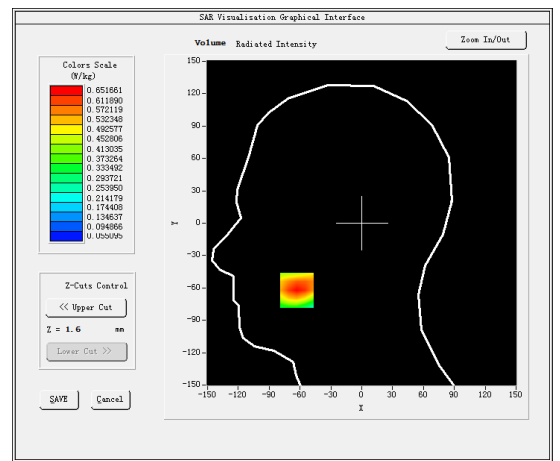 SAR Visualisation Graphical Interface
Volume Radiated Intensity
Zoom In/Out
Colors Scale
(W/kg)
0.651661
0.611890
0.572119
0.532348
0.492577
0.452806
0.413035
0.373264
0.333492
0.293721
0.253950
0.214179
0.174408
0.134637
0.094866
0.055095
Z-Cuts Control
<< Upper Cut
Z = 1.6 mm
Lower Cut >>
SAVE Cancel
Y
150
120
90
60
30
0
-30
-60
-90
-120
-150
-150 -120 -90 -60 -30 0 30 60 90 120 150
X